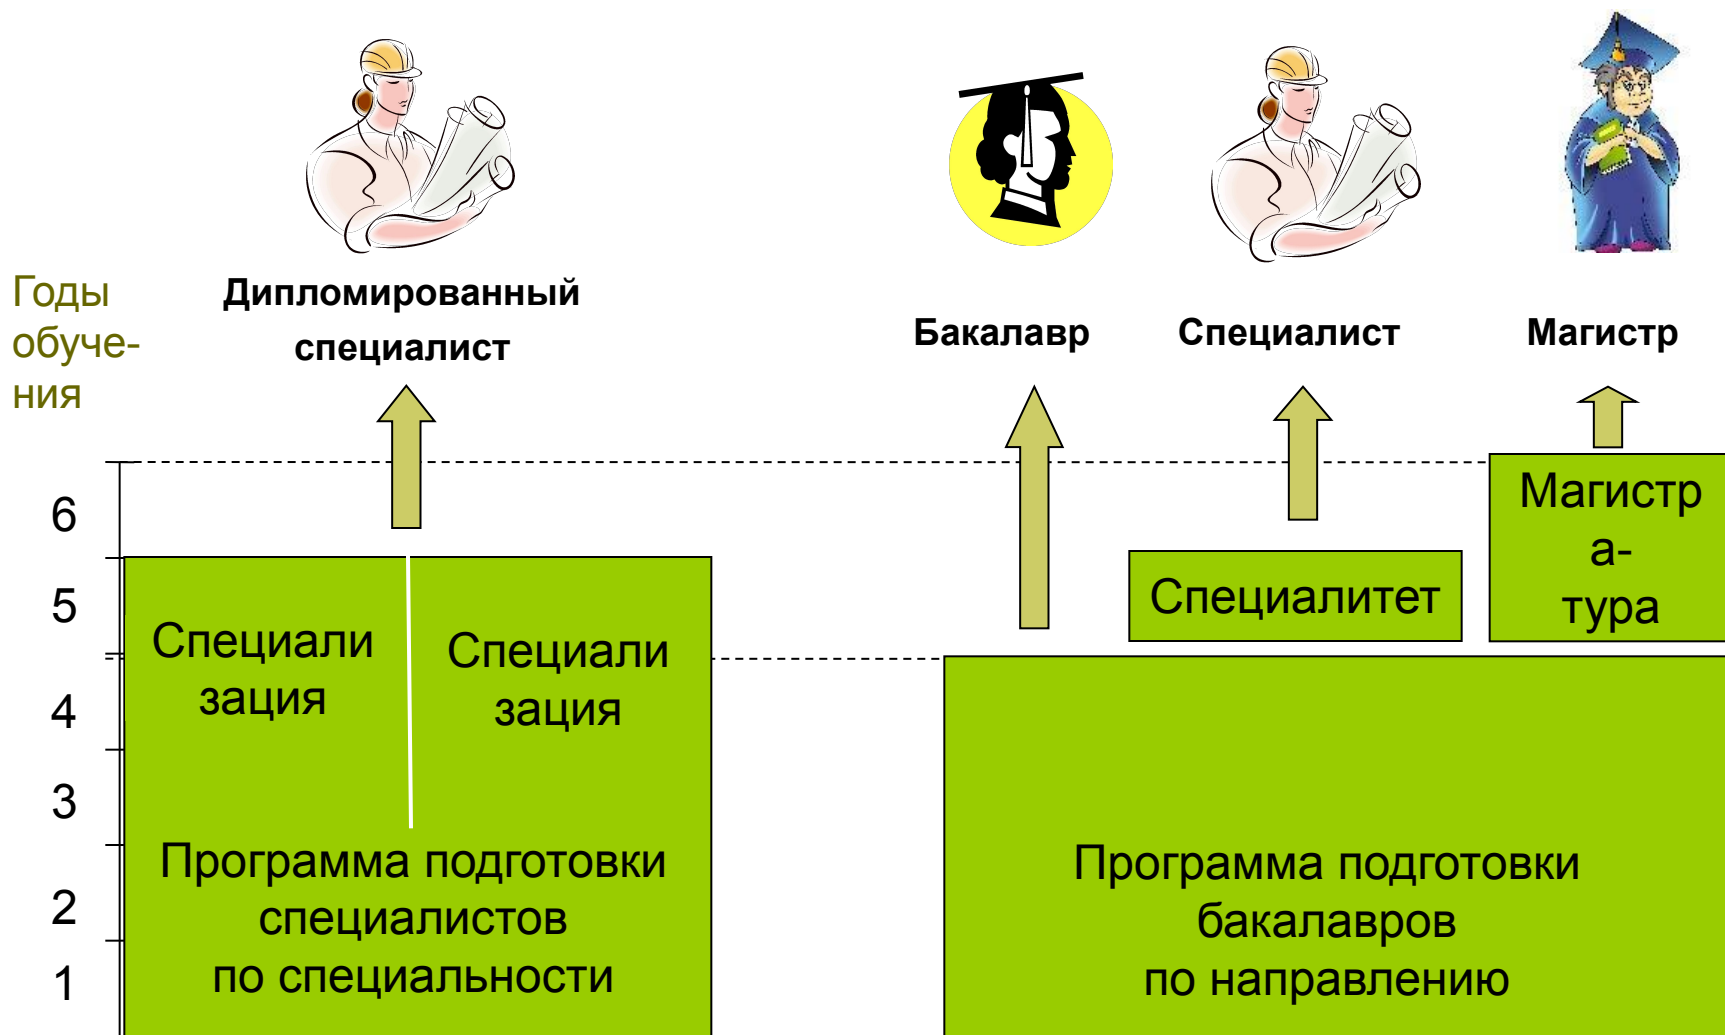 Годы
обуче-
ния
Дипломированный
специалист
Бакалавр
Специалист
Магистр
6
5
4
3
2
1
Специали
зация
Специали
зация
Программа подготовки
специалистов
по специальности
Специалитет
Магистр
а-
тура
Программа подготовки
бакалавров
по направлению